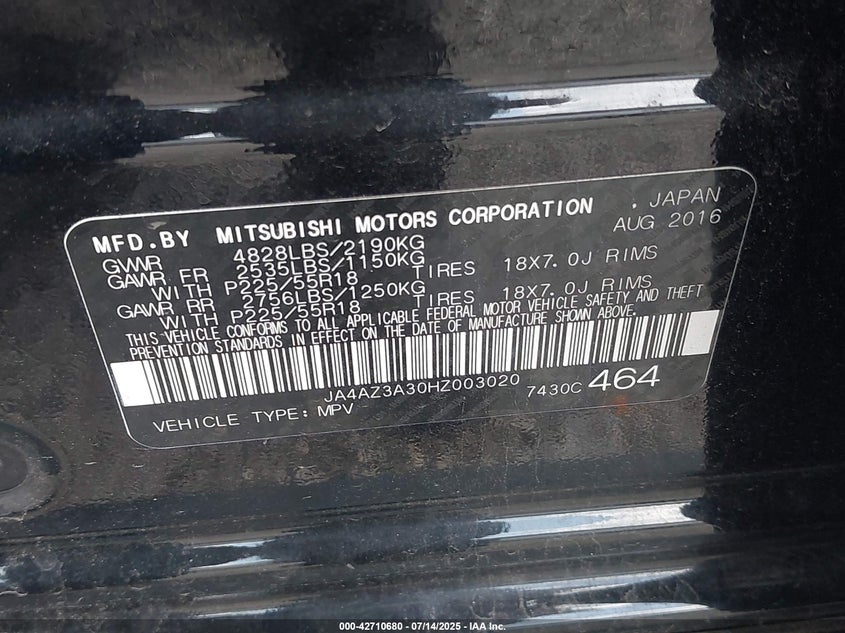 MFD.BY MITSUBISHI MOTORS CORPORATION . JAPAN
AUG 2016
GVWR 4828LBS/2190KG
GAWR FR 2535LBS/1150KG
WITH P225/55R18 TIRES 18X7.0J RIMS
GAWR RR 2756LBS/1250KG
WITH P225/55R18 TIRES 18X7.0J RIMS
THIS VEHICLE CONFORMS TO ALL APPLICABLE FEDERAL MOTOR VEHICLE SAFETY AND THEFT
PREVENTION STANDARDS IN EFFECT ON THE DATE OF MANUFACTURE SHOWN ABOVE.
JA4AZ3A30HZ003020 7430C 464
VEHICLE TYPE: MPV
000-42710680 - 07/14/2025 - IAA Inc.